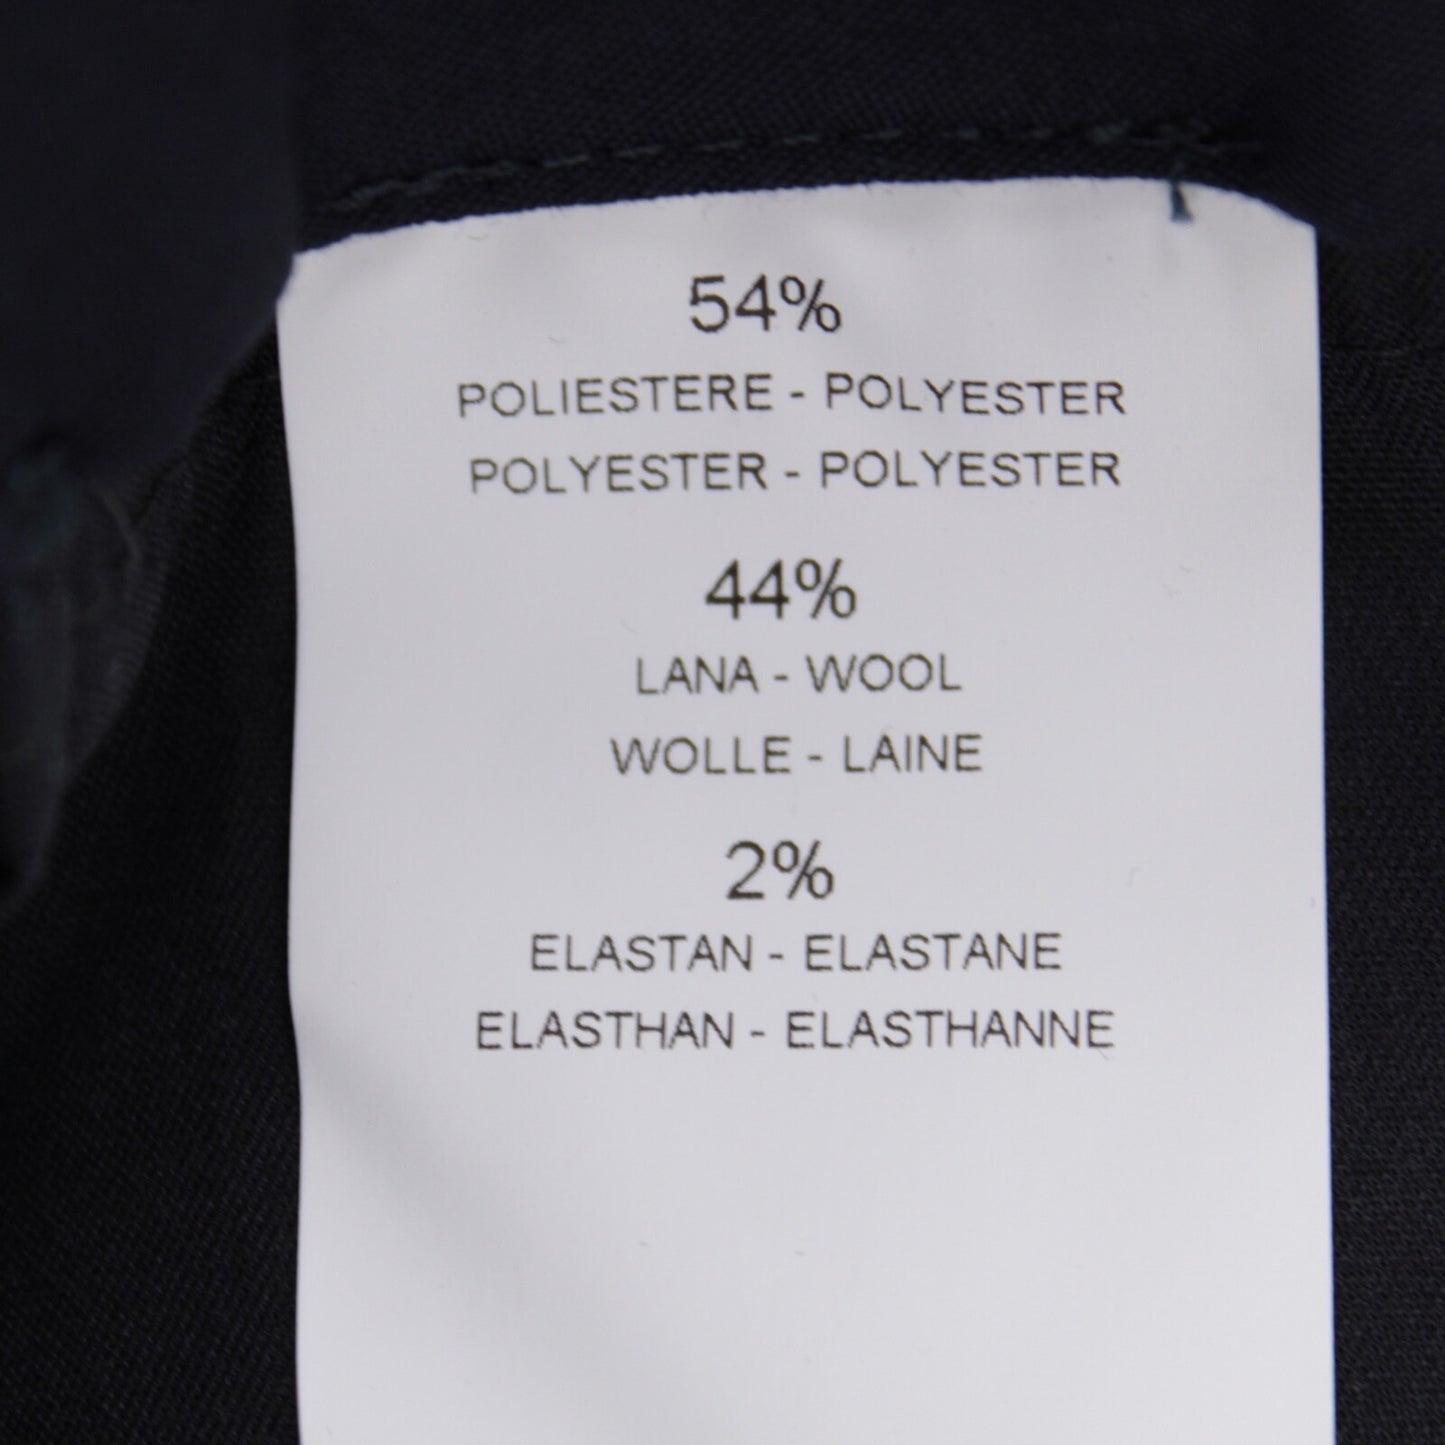 54%
POLIESTERE - POLYESTER
POLYESTER - POLYESTER
44%
LANA - WOOL
WOLLE - LAINE
2%
ELASTAN - ELASTANE
ELASTHAN - ELASTHANNE